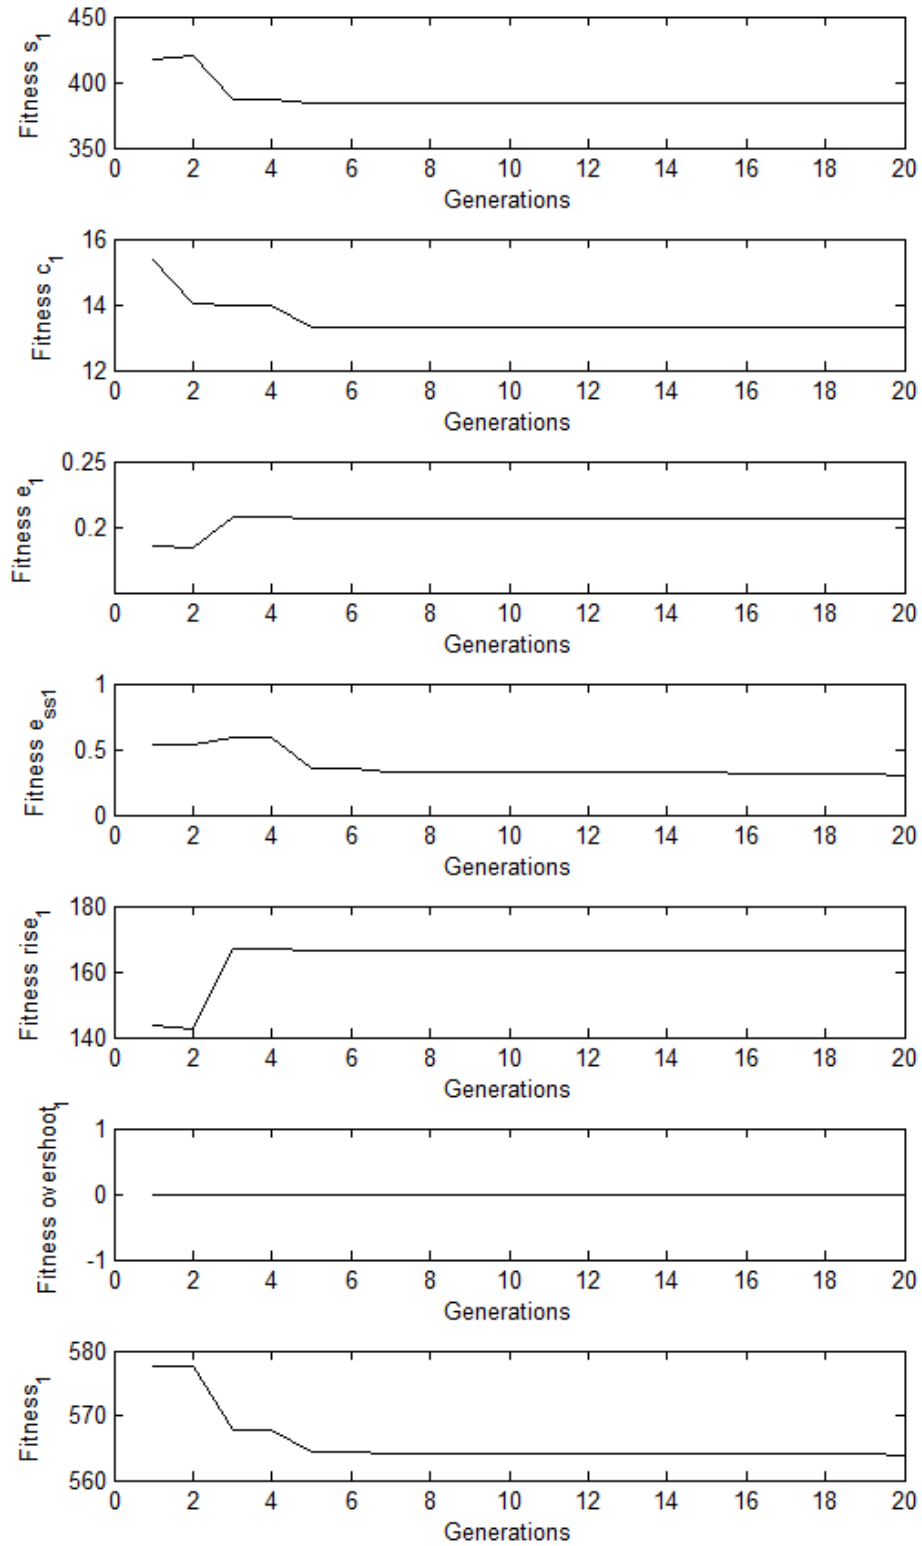 Fitness s1
450
400
350
0 2 4 6 8 10 12 14 16 18 20
Generations
Fitness c1
16
14
12
0 2 4 6 8 10 12 14 16 18 20
Generations
Fitness e1
0.25
0.2
0 2 4 6 8 10 12 14 16 18 20
Generations
Fitness ess1
1
0.5
0
0 2 4 6 8 10 12 14 16 18 20
Generations
Fitness rise1
180
160
140
0 2 4 6 8 10 12 14 16 18 20
Generations
Fitness overshoot1
1
0
-1
0 2 4 6 8 10 12 14 16 18 20
Generations
Fitness1
580
570
560
0 2 4 6 8 10 12 14 16 18 20
Generations